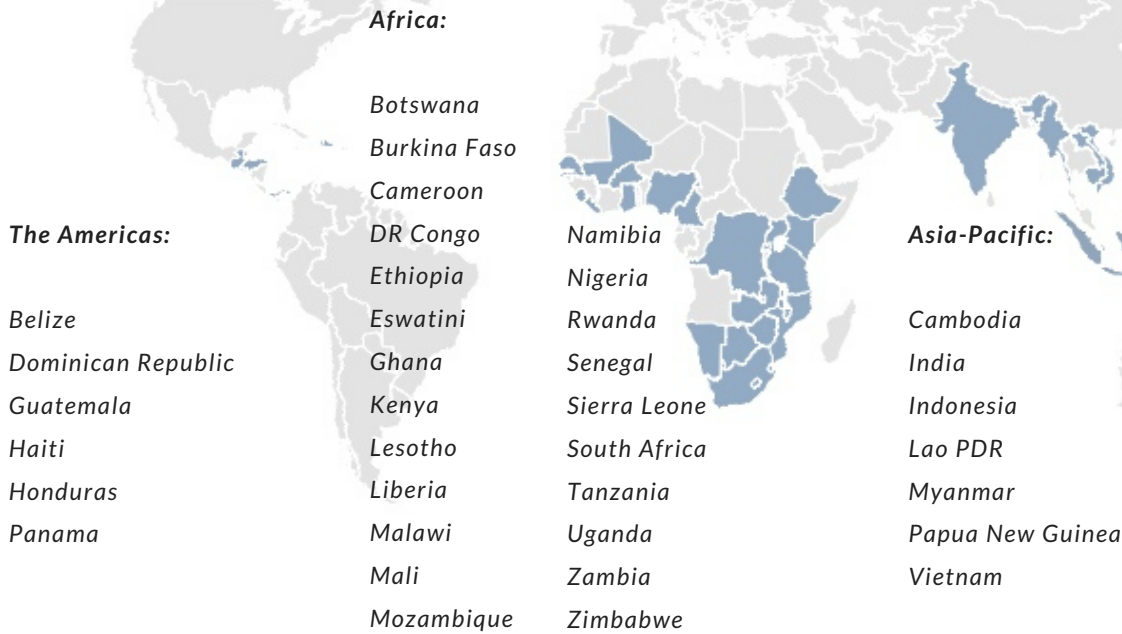 The Americas:
Belize
Dominican Republic
Guatemala
Haiti
Honduras
Panama
Africa:
Botswana
Burkina Faso
Cameroon
DR Congo
Ethiopia
Eswatini
Ghana
Kenya
Lesotho
Liberia
Malawi
Mali
Mozambique
Namibia
Nigeria
Rwanda
Senegal
Sierra Leone
South Africa
Tanzania
Uganda
Zambia
Zimbabwe
Asia-Pacific:
Cambodia
India
Indonesia
Lao PDR
Myanmar
Papua New Guinea
Vietnam